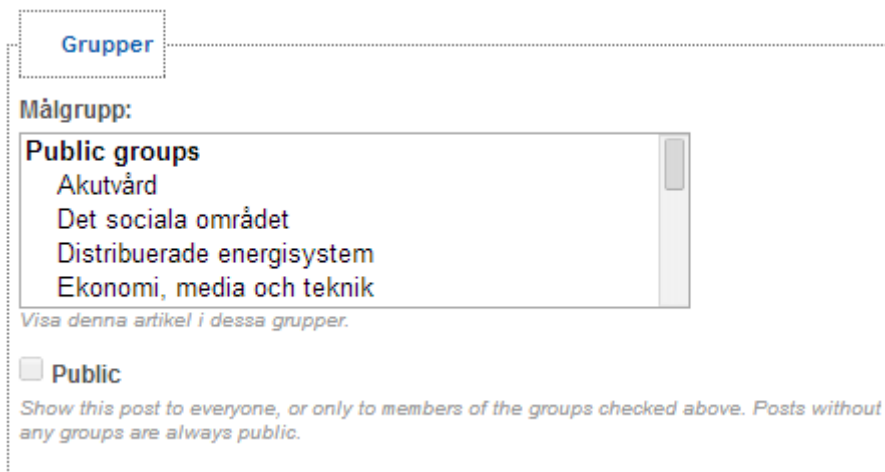 Grupper
Målgrupp:
Public groups
Akutvård
Det sociala området
Distribuerade energisystem
Ekonomi, media och teknik
Visa denna artikel i dessa grupper.
Public
Show this post to everyone, or only to members of the groups checked above. Posts without
any groups are always public.